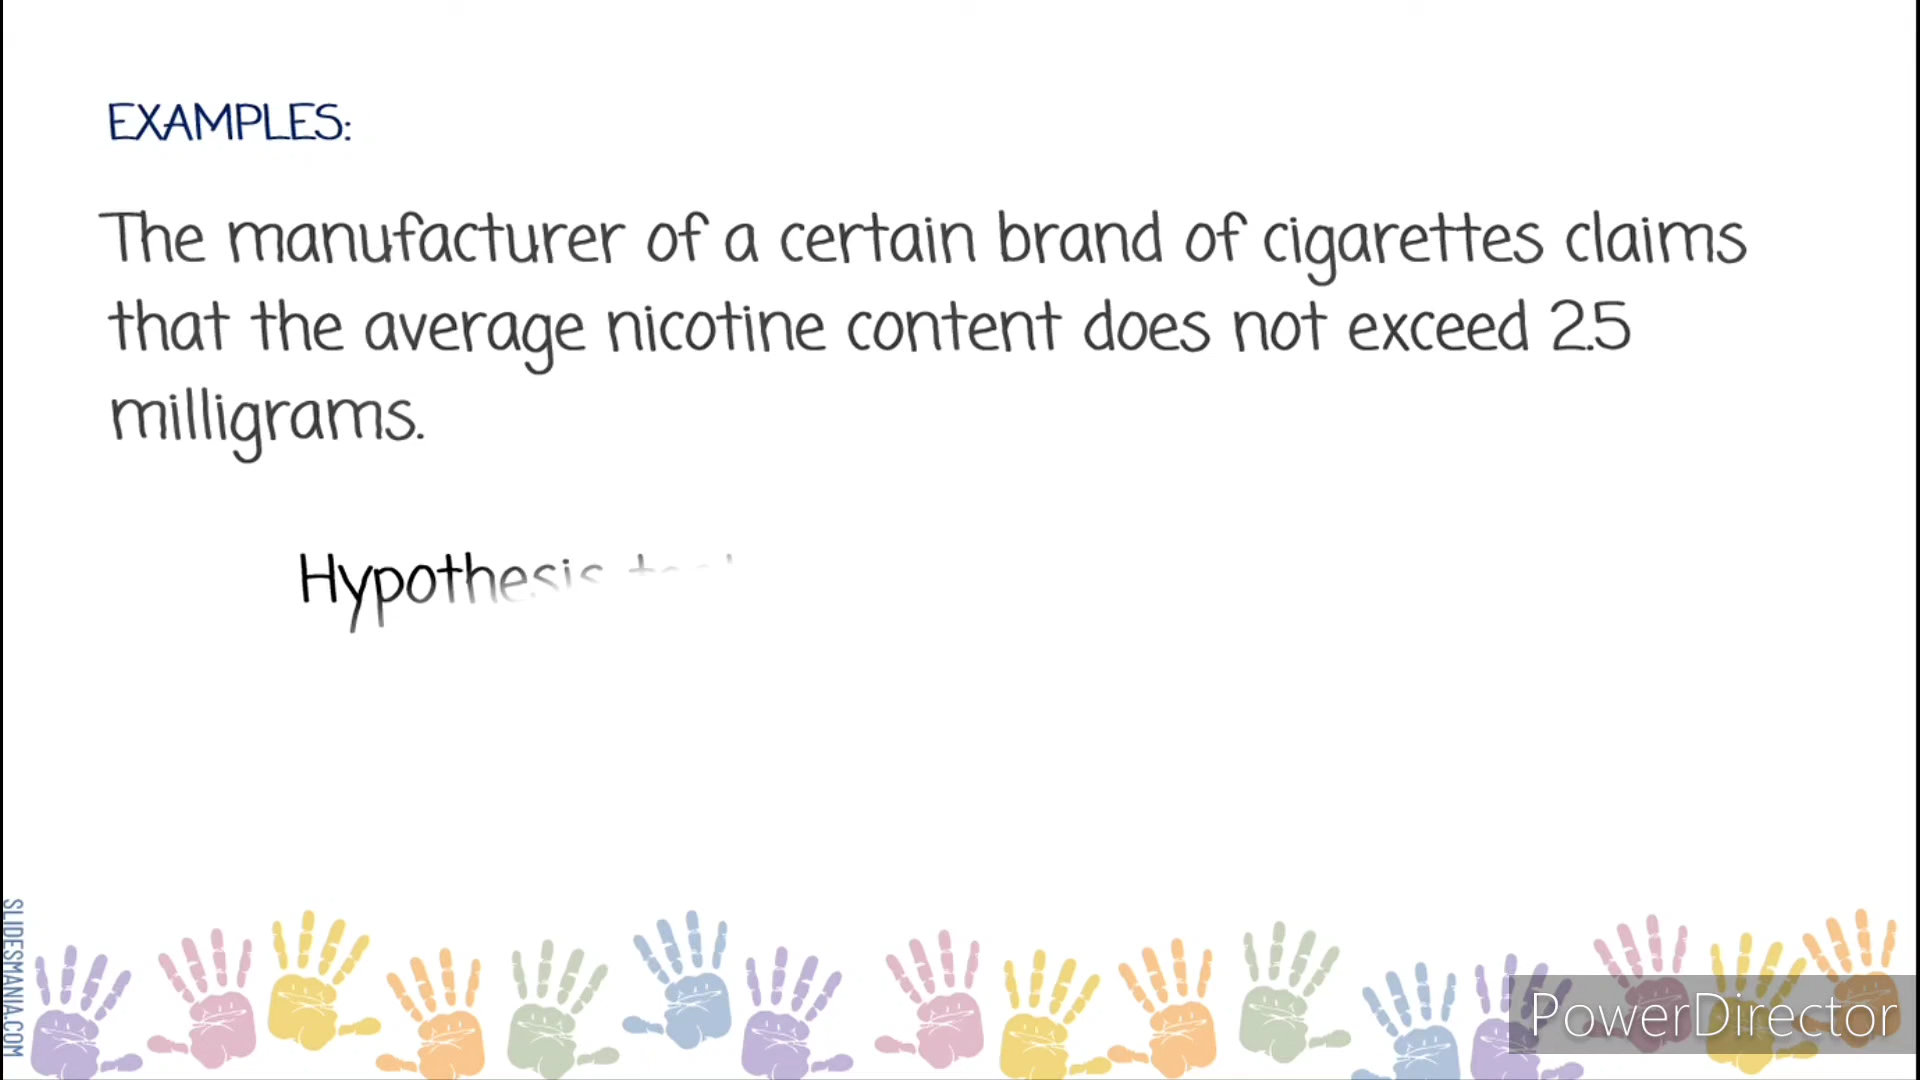 EXAMPLES:
The manufacturer of a certain brand of cigarettes claims
that the average nicotine content does not exceed 2.5
milligrams.
Hypothesis
SLIDESMANIA.COM
PowerDirector